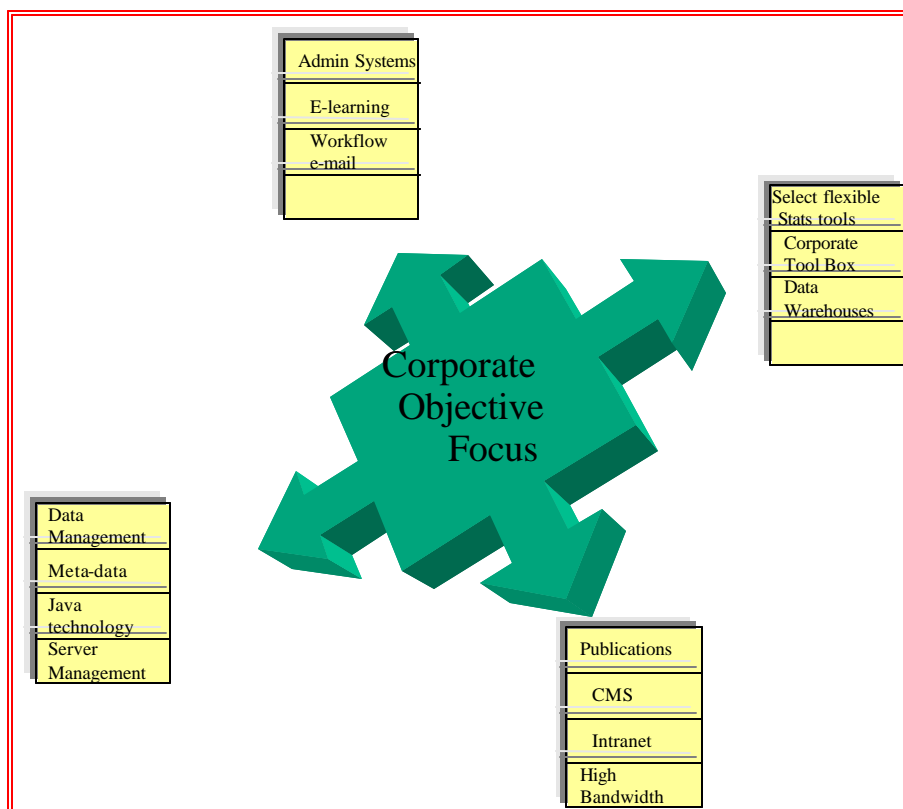 Admin Systems
E-learning
Workflow
e-mail
Select flexible
Stats tools
Corporate
Tool Box
Data
Warehouses
Corporate
Objective
Focus
Data
Management
Meta-data
Java
technology
Server
Management
Publications
CMS
Intranet
High
Bandwidth